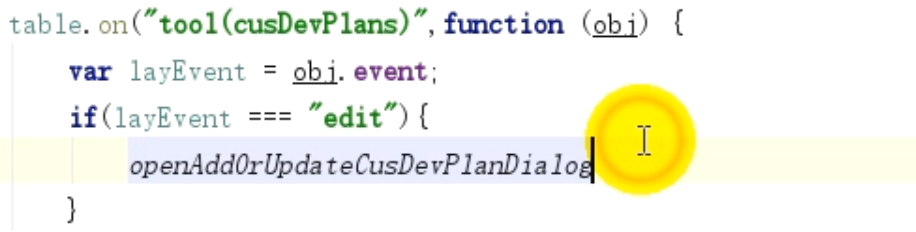 table.on("tool(cusDevPlans)",function (obj) {
var layEvent = obj.event;
if(layEvent === "edit"){
openAddOrUpdateCusDevPlanDialog
}